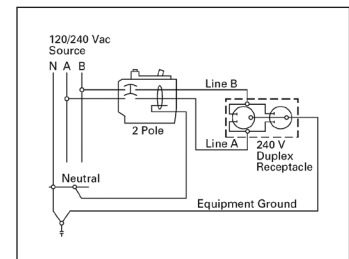 120/240 Vac
Source
N A B
Line B
2 Pole
Line A
240 V
Duplex
Receptacle
Neutral
Equipment Ground